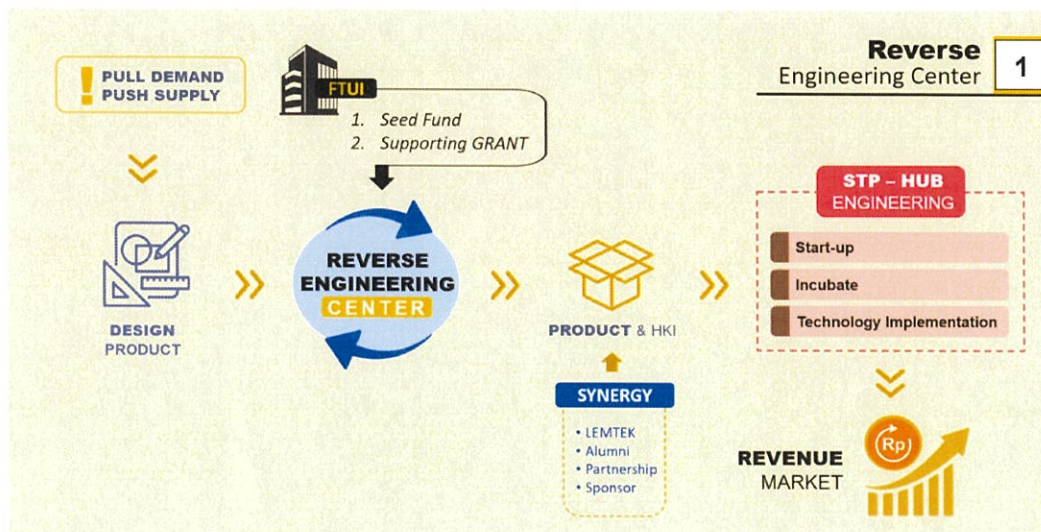 Reverse
Engineering Center
1
PULL DEMAND
PUSH SUPPLY
FTUI
1. Seed Fund
2. Supporting GRANT
DESIGN
PRODUCT
REVERSE
ENGINEERING
CENTER
PRODUCT & HKI
SYNERGY
• LEMTEK
• Alumni
• Partnership
• Sponsor
STP – HUB
ENGINEERING
Start-up
Incubate
Technology Implementation
Rp
REVENUE
MARKET